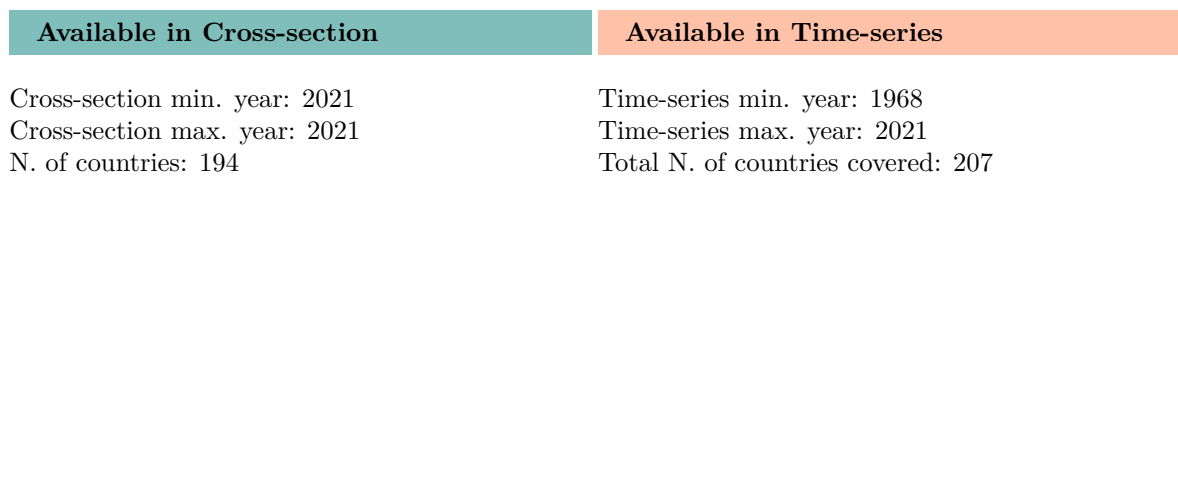 Available in Cross-section
Cross-section min. year: 2021
Cross-section max. year: 2021
N. of countries: 194
Available in Time-series
Time-series min. year: 1968
Time-series max. year: 2021
Total N. of countries covered: 207